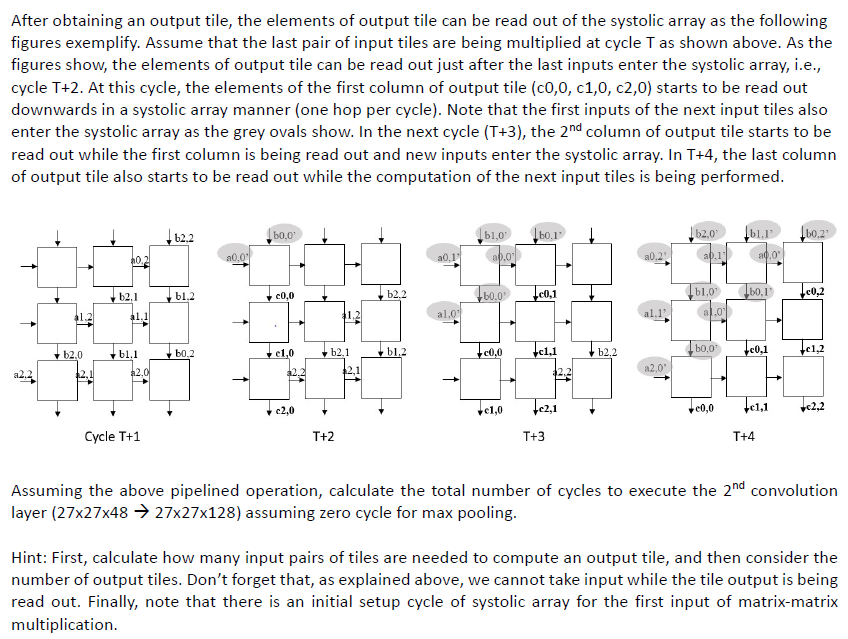 After obtaining an output tile, the elements of output tile can be read out of the systolic array as the following
figures exemplify. Assume that the last pair of input tiles are being multiplied at cycle T as shown above. As the
figures show, the elements of output tile can be read out just after the last inputs enter the systolic array, i.e.,
cycle T+2. At this cycle, the elements of the first column of output tile (c0,0, c1,0, c2,0) starts to be read out
downwards in a systolic array manner (one hop per cycle). Note that the first inputs of the next input tiles also
enter the systolic array as the grey ovals show. In the next cycle (T+3), the 2nd column of output tile starts to be
read out while the first column is being read out and new inputs enter the systolic array. In T+4, the last column
of output tile also starts to be read out while the computation of the next input tiles is being performed.
b2,2
a0,2
b2,1 b1,2
a1,2 a1,1
b2,0 b1,1 b0,2
a2,2 a2,1 a2,0
Cycle T+1
b0,0'
a0,0'
c0,0 b2,2
a1,2
c1,0 b2,1 b1,2
a2,2 a2,1
c2,0
T+2
b1,0' b0,1'
a0,1' a0,0'
b0,0' c0,1
a1,0'
c0,0 c1,1 b2,2
a2,2
c1,0 c2,1
T+3
b2,0' b1,1' b0,2'
a0,2' a0,1' a0,0'
b1,0' b0,1' c0,2
a1,1' a1,0'
b0,0' c0,1 c1,2
a2,0'
c0,0 c1,1 c2,2
T+4
Assuming the above pipelined operation, calculate the total number of cycles to execute the 2nd convolution
layer (27x27x48 → 27x27x128) assuming zero cycle for max pooling.
Hint: First, calculate how many input pairs of tiles are needed to compute an output tile, and then consider the
number of output tiles. Don't forget that, as explained above, we cannot take input while the tile output is being
read out. Finally, note that there is an initial setup cycle of systolic array for the first input of matrix-matrix
multiplication.